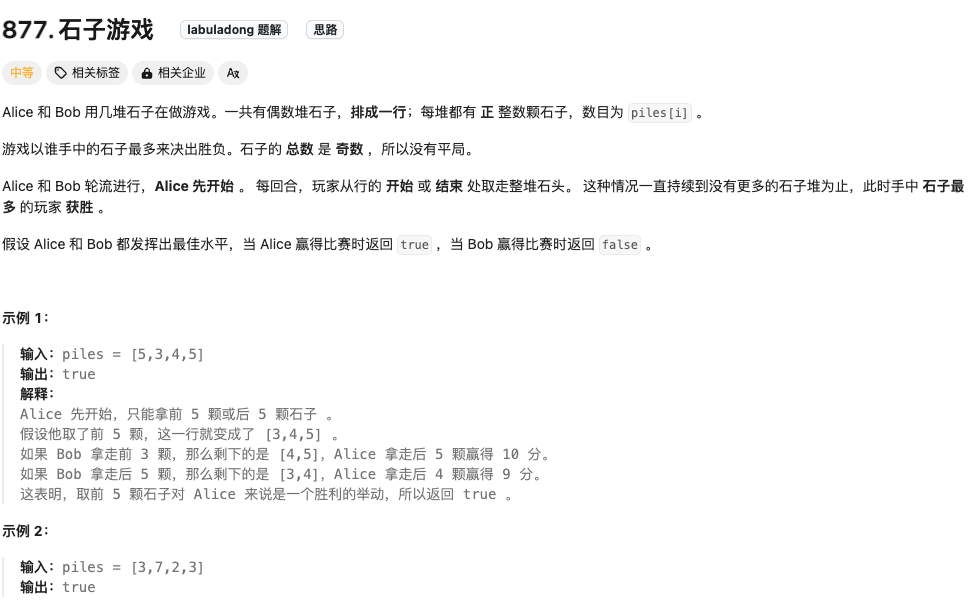 877. 石子游戏 labuladong 题解 思路
中等 相关标签 相关企业 Aあ
Alice 和 Bob 用几堆石子在做游戏。一共有偶数堆石子，排成一行；每堆都有 正 整数颗石子，数目为 piles[i] 。
游戏以谁手中的石子最多来决出胜负。石子的 总数 是 奇数 ，所以没有平局。
Alice 和 Bob 轮流进行，Alice 先开始 。 每回合，玩家从行的 开始 或 结束 处取走整堆石头。 这种情况一直持续到没有更多的石子堆为止，此时手中 石子最
多 的玩家 获胜 。
假设 Alice 和 Bob 都发挥出最佳水平，当 Alice 赢得比赛时返回 true ，当 Bob 赢得比赛时返回 false 。
示例 1：
输入：piles = [5,3,4,5]
输出：true
解释：
Alice 先开始，只能拿前 5 颗或后 5 颗石子 。
假设他取了前 5 颗，这一行就变成了 [3,4,5] 。
如果 Bob 拿走前 3 颗，那么剩下的是 [4,5]，Alice 拿走后 5 颗赢得 10 分。
如果 Bob 拿走后 5 颗，那么剩下的是 [3,4]，Alice 拿走后 4 颗赢得 9 分。
这表明，取前 5 颗石子对 Alice 来说是一个胜利的举动，所以返回 true 。
示例 2：
输入：piles = [3,7,2,3]
输出：true